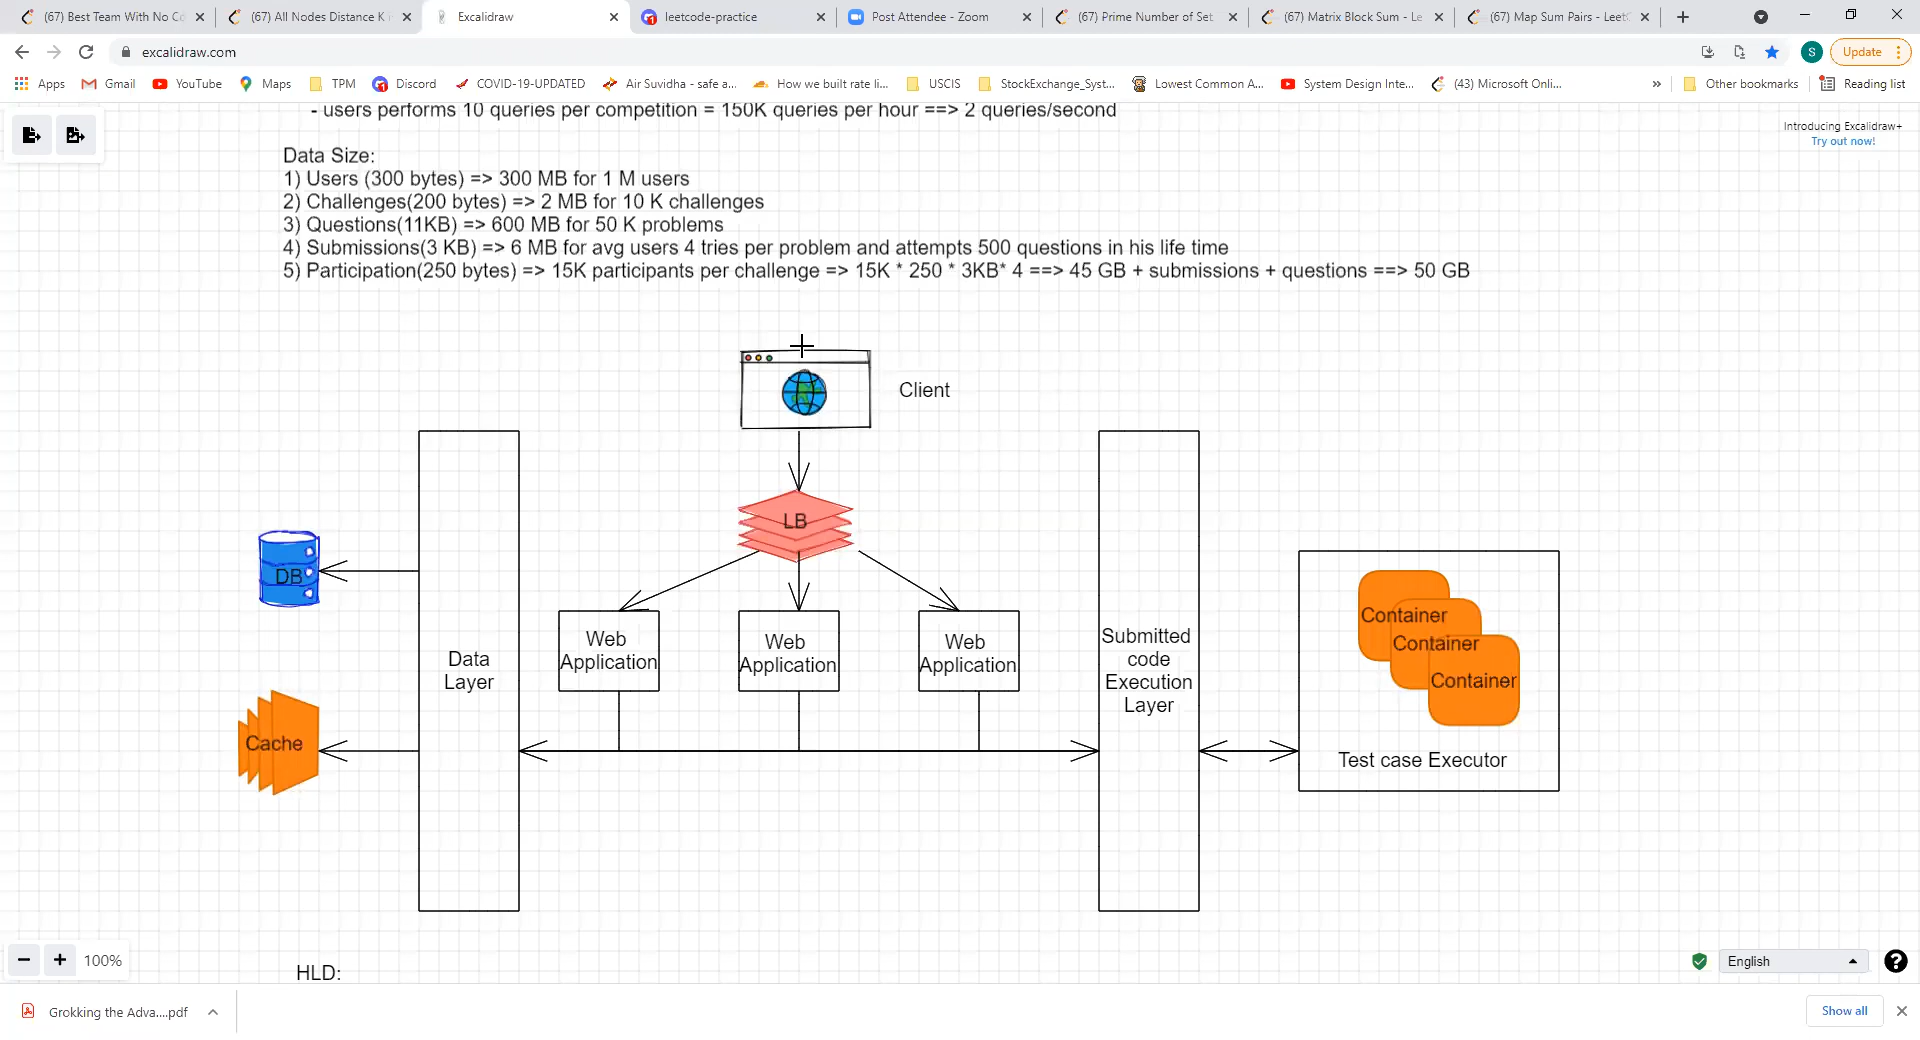 (67) Best Team With No Co
(67) All Nodes Distance K i
Excalidraw
leetcode-practice
Post Attendee - Zoom
(67) Prime Number of Set
(67) Matrix Block Sum - Le
(67) Map Sum Pairs - LeetC
excalidraw.com
S
Update
Apps
Gmail
YouTube
Maps
TPM
Discord
COVID-19-UPDATED
Air Suvidha - safe a...
How we built rate li...
USCIS
StockExchange_Syst...
Lowest Common A...
System Design Inte...
(43) Microsoft Onli...
»
Other bookmarks
Reading list
- users performs 10 queries per competition = 150K queries per hour ==> 2 queries/second
Introducing Excalidraw+
Try out now!
Data Size:
1) Users (300 bytes) => 300 MB for 1 M users
2) Challenges(200 bytes) => 2 MB for 10 K challenges
3) Questions(11KB) => 600 MB for 50 K problems
4) Submissions(3 KB) => 6 MB for avg users 4 tries per problem and attempts 500 questions in his life time
5) Participation(250 bytes) => 15K participants per challenge => 15K * 250 * 3KB* 4 ==> 45 GB + submissions + questions ==> 50 GB
Client
LB
DB
Cache
Data
Layer
Web
Application
Web
Application
Web
Application
Submitted
code
Execution
Layer
Container
Container
Container
Test case Executor
HLD:
100%
English
?
Grokking the Adva....pdf
Show all